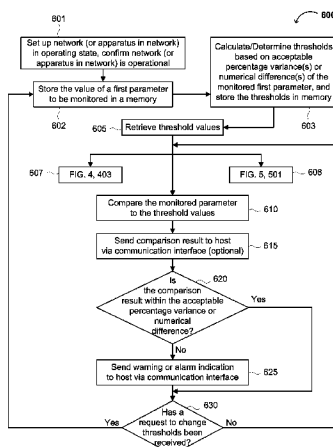 601
600
Set up network (or apparatus in network)
in operating state, confirm network (or
apparatus in network) is operational
Calculate/Determine thresholds
based on acceptable
percentage variance(s) or
numerical difference(s) of the
monitored first parameter, and
store the thresholds in memory
Store the value of a first parameter
to be monitored in a memory
602
603
605
Retrieve threshold values
607
FIG. 4, 403
FIG. 5, 501
608
Compare the monitored parameter
to the threshold values
610
Send comparison result to host
via communication interface (optional)
615
620
Is
the comparison
result within the acceptable
percentage variance or
numerical
difference?
Yes
No
Send warning or alarm indication
to host via communication interface
625
630
Has a
request to change
thresholds been
received?
Yes
No